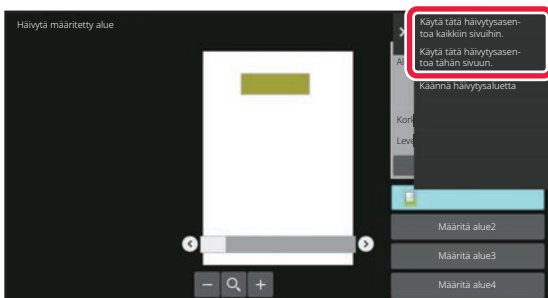 Häivytä määritetty alue
Käytä tätä häivytysasen-
toa kaikkiin sivuihin.
Käytä tätä häivytysasen-
toa tähän sivuun.
Käännä häivytysaluetta
Määritä alue2
Määritä alue3
Määritä alue4